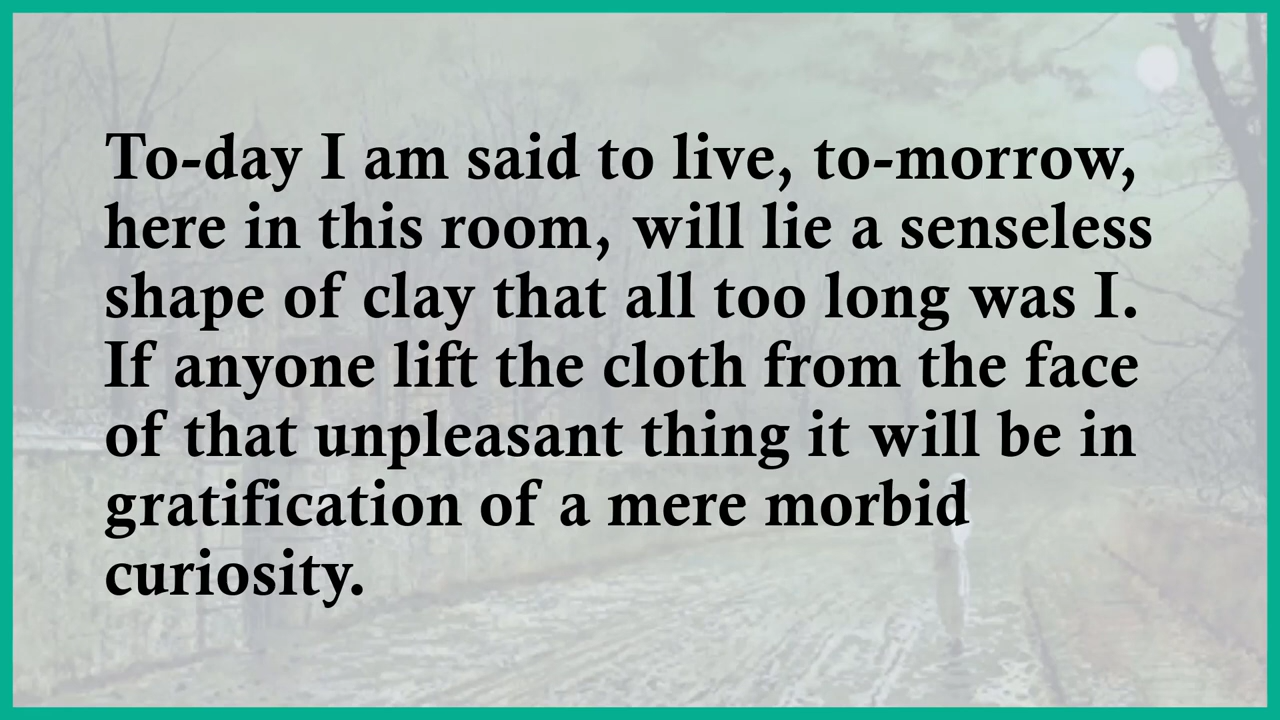 To-day I am said to live, to-morrow,
here in this room, will lie a senseless
shape of clay that all too long was I.
If anyone lift the cloth from the face
of that unpleasant thing it will be in
gratification of a mere morbid
curiosity.